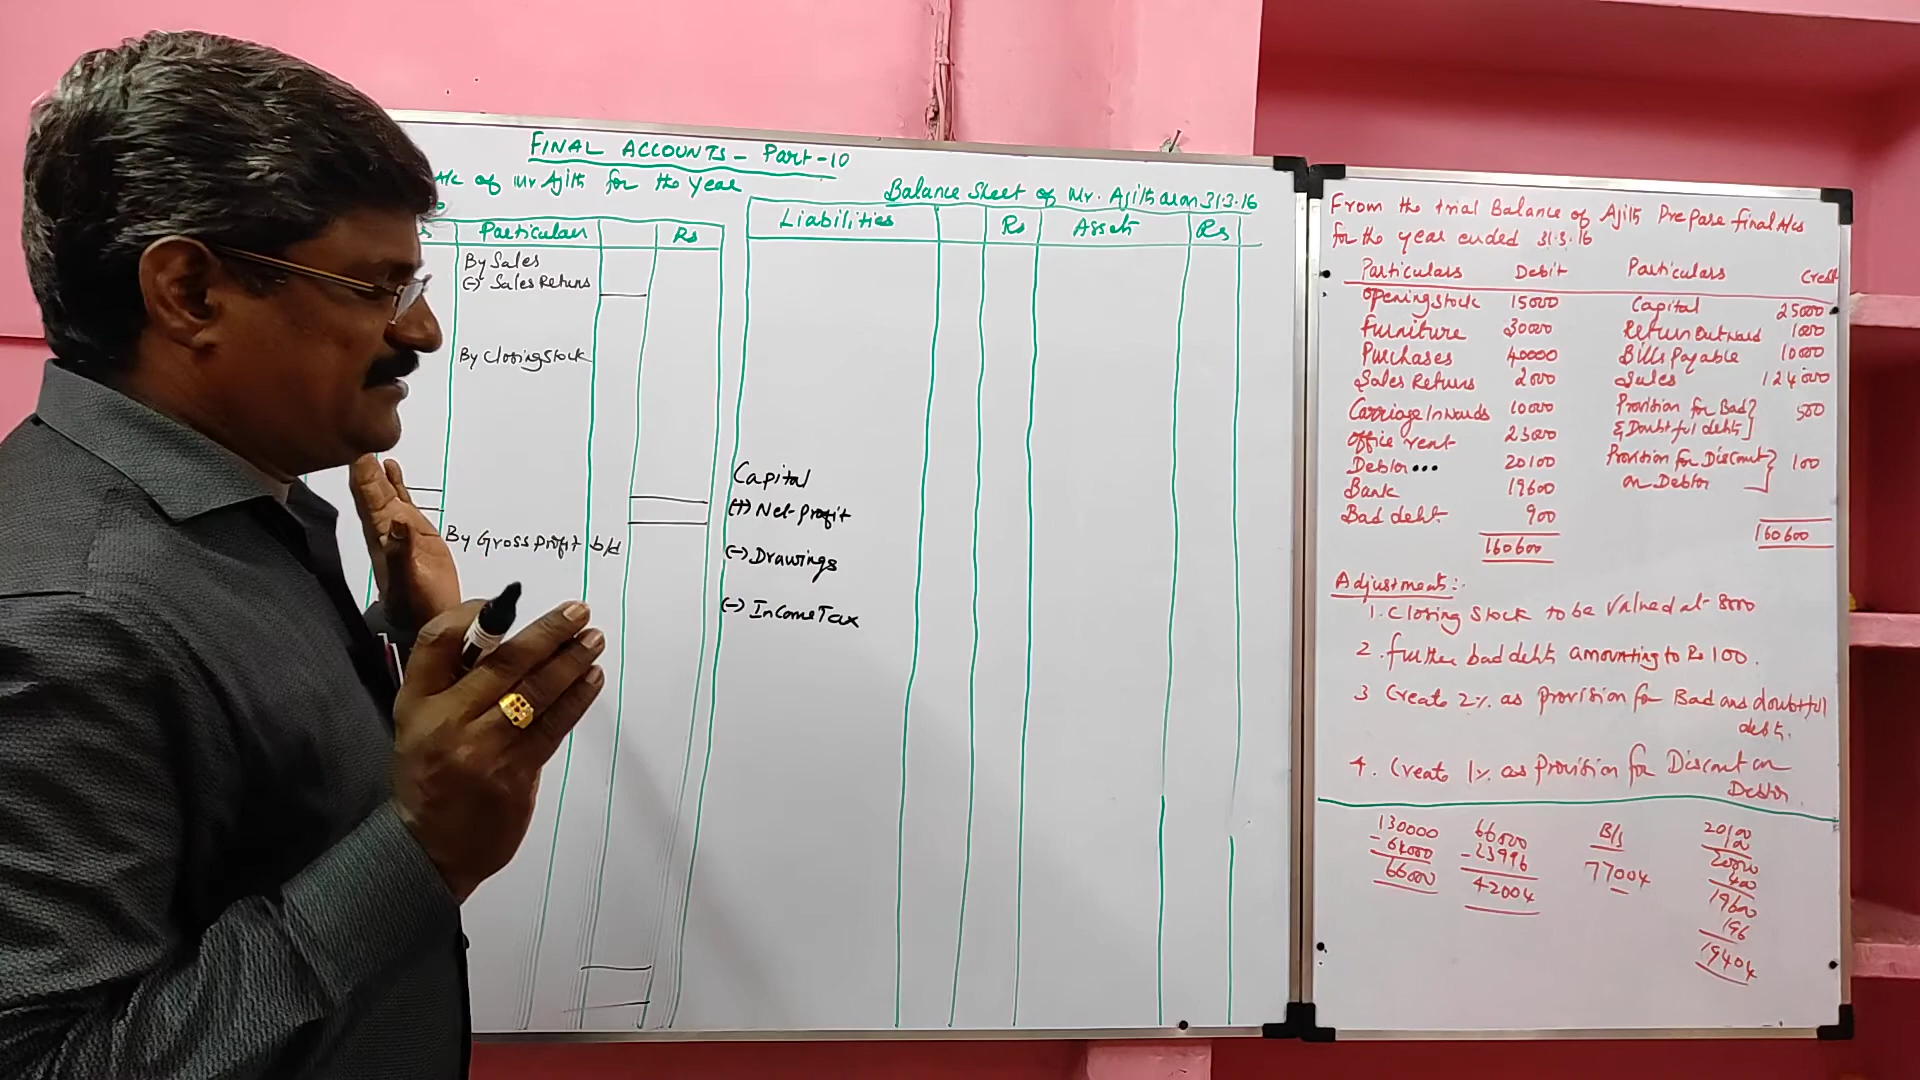 FINAL ACCOUNTS - Part-10
A/c of Mr Ajith for the Year
Particulars Rs
By Sales
(-) Sales Returns
By Closing Stock
By Gross profit b/d
Balance Sheet of Mr. Ajith as on 31.3.16
Liabilities Rs Assets Rs
Capital
(+) Net profit
(-) Drawings
(-) Income Tax
From the trial Balance of Ajith Prepare final A/cs
for the year ended 31.3.16
Particulars Debit Particulars Credit
Opening stock 15000 Capital 25000
Furniture 30000 Return Outward 1000
Purchases 40000 Bills Payable 10000
Sales Returns 2000 Sales 124000
Carriage Inwards 10000 Provision for Bad } 500
Office rent 23000 & Doubtful debts ]
Debtor... 20100 Provision for Discount } 100
Bank 19600 on Debtor
Bad debt 900
160600 160600
Adjustments:-
1. Closing Stock to be Valued at 8000
2. further bad debts amounting to Rs 100.
3 Create 2% as provision for Bad and doubtful
debt.
4. Create 1% as Provision for Discount on
Debtor.
130000 66000 B/s 20100
- 64000 - 23996 77004 100
66000 42004 20000
400
19600
196
19404